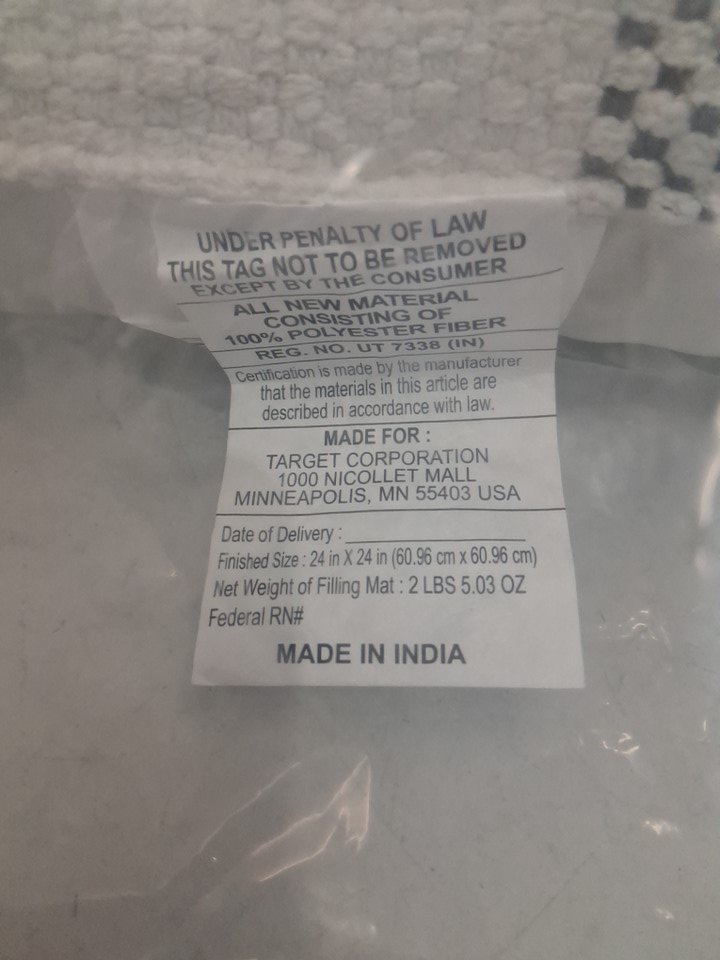 UNDER PENALTY OF LAW
THIS TAG NOT TO BE REMOVED
EXCEPT BY THE CONSUMER
ALL NEW MATERIAL
CONSISTING OF
100% POLYESTER FIBER
REG. NO. UT 7338 (IN)
Certification is made by the manufacturer
that the materials in this article are
described in accordance with law.
MADE FOR :
TARGET CORPORATION
1000 NICOLLET MALL
MINNEAPOLIS, MN 55403 USA
Date of Delivery :
Finished Size : 24 in X 24 in (60.96 cm x 60.96 cm)
Net Weight of Filling Mat : 2 LBS 5.03 OZ
Federal RN#
MADE IN INDIA